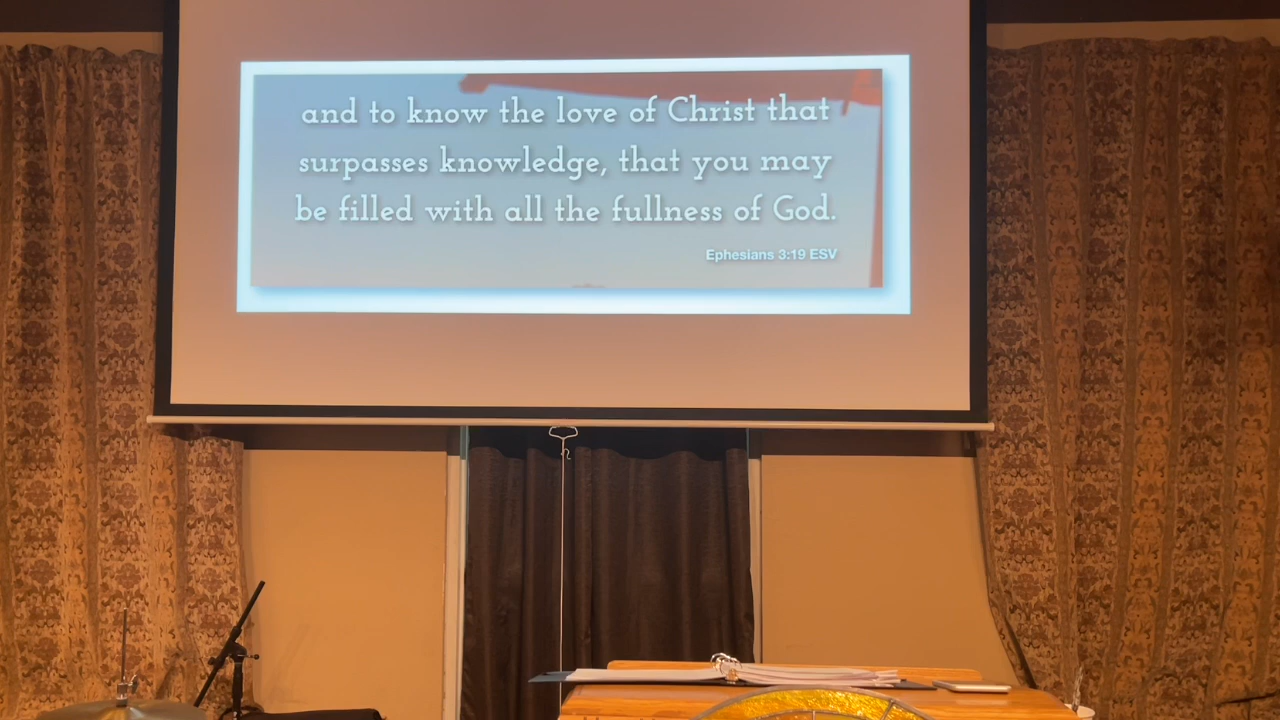 and to know the love of Christ that
surpasses knowledge, that you may
be filled with all the fullness of God.
Ephesians 3:19 ESV